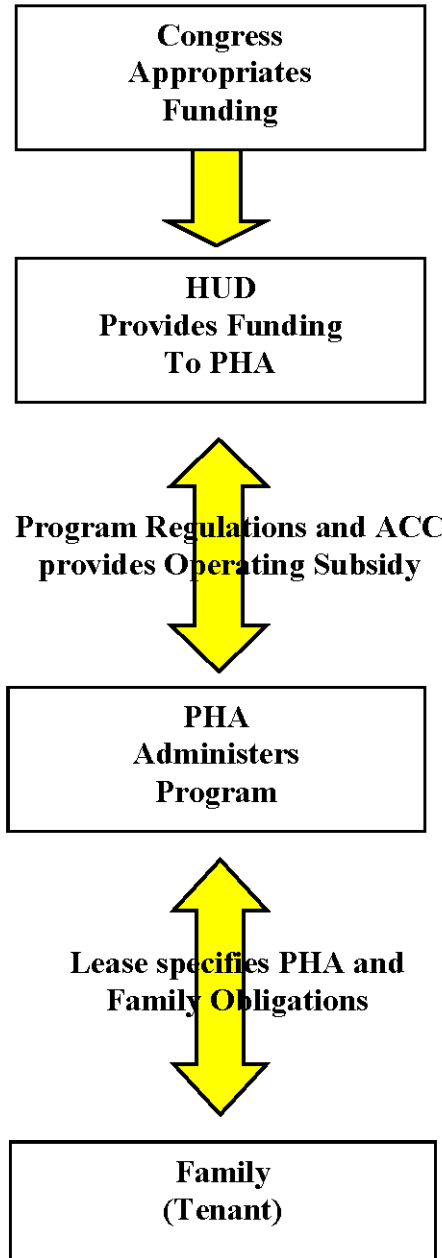 Congress
Appropriates
Funding
HUD
Provides Funding
To PHA
Program Regulations and ACC
provides Operating Subsidy
PHA
Administers
Program
Lease specifies PHA and
Family Obligations
Family
(Tenant)